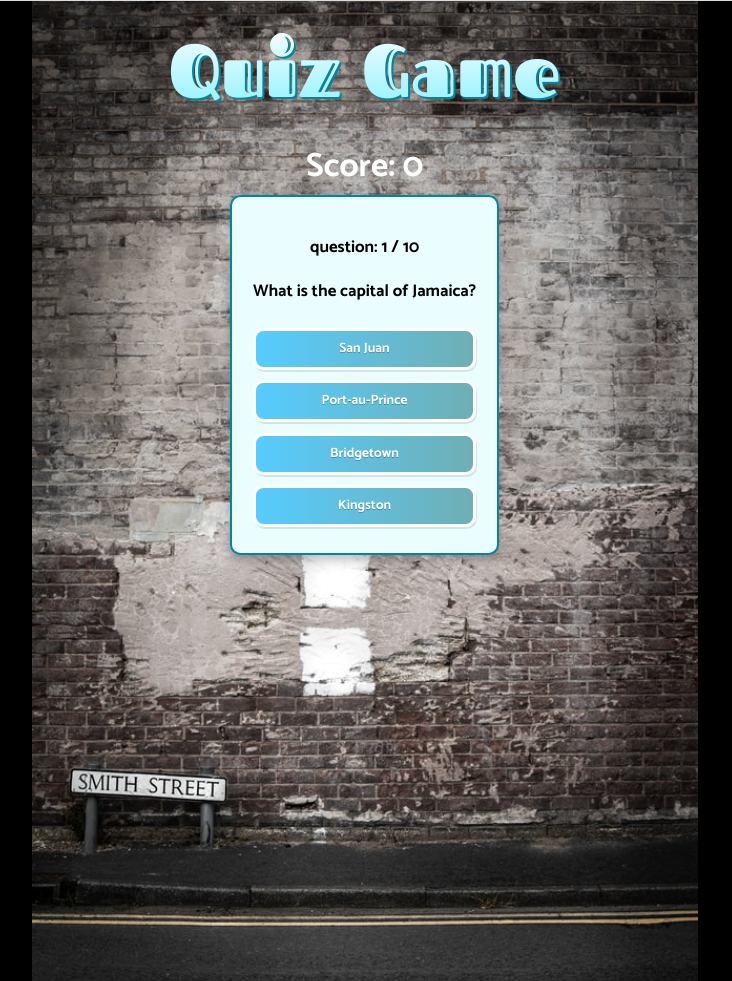 Quiz Game
Score: 0
question: 1 / 10
What is the capital of Jamaica?
San Juan
Port-au-Prince
Bridgetown
Kingston
SMITH STREET